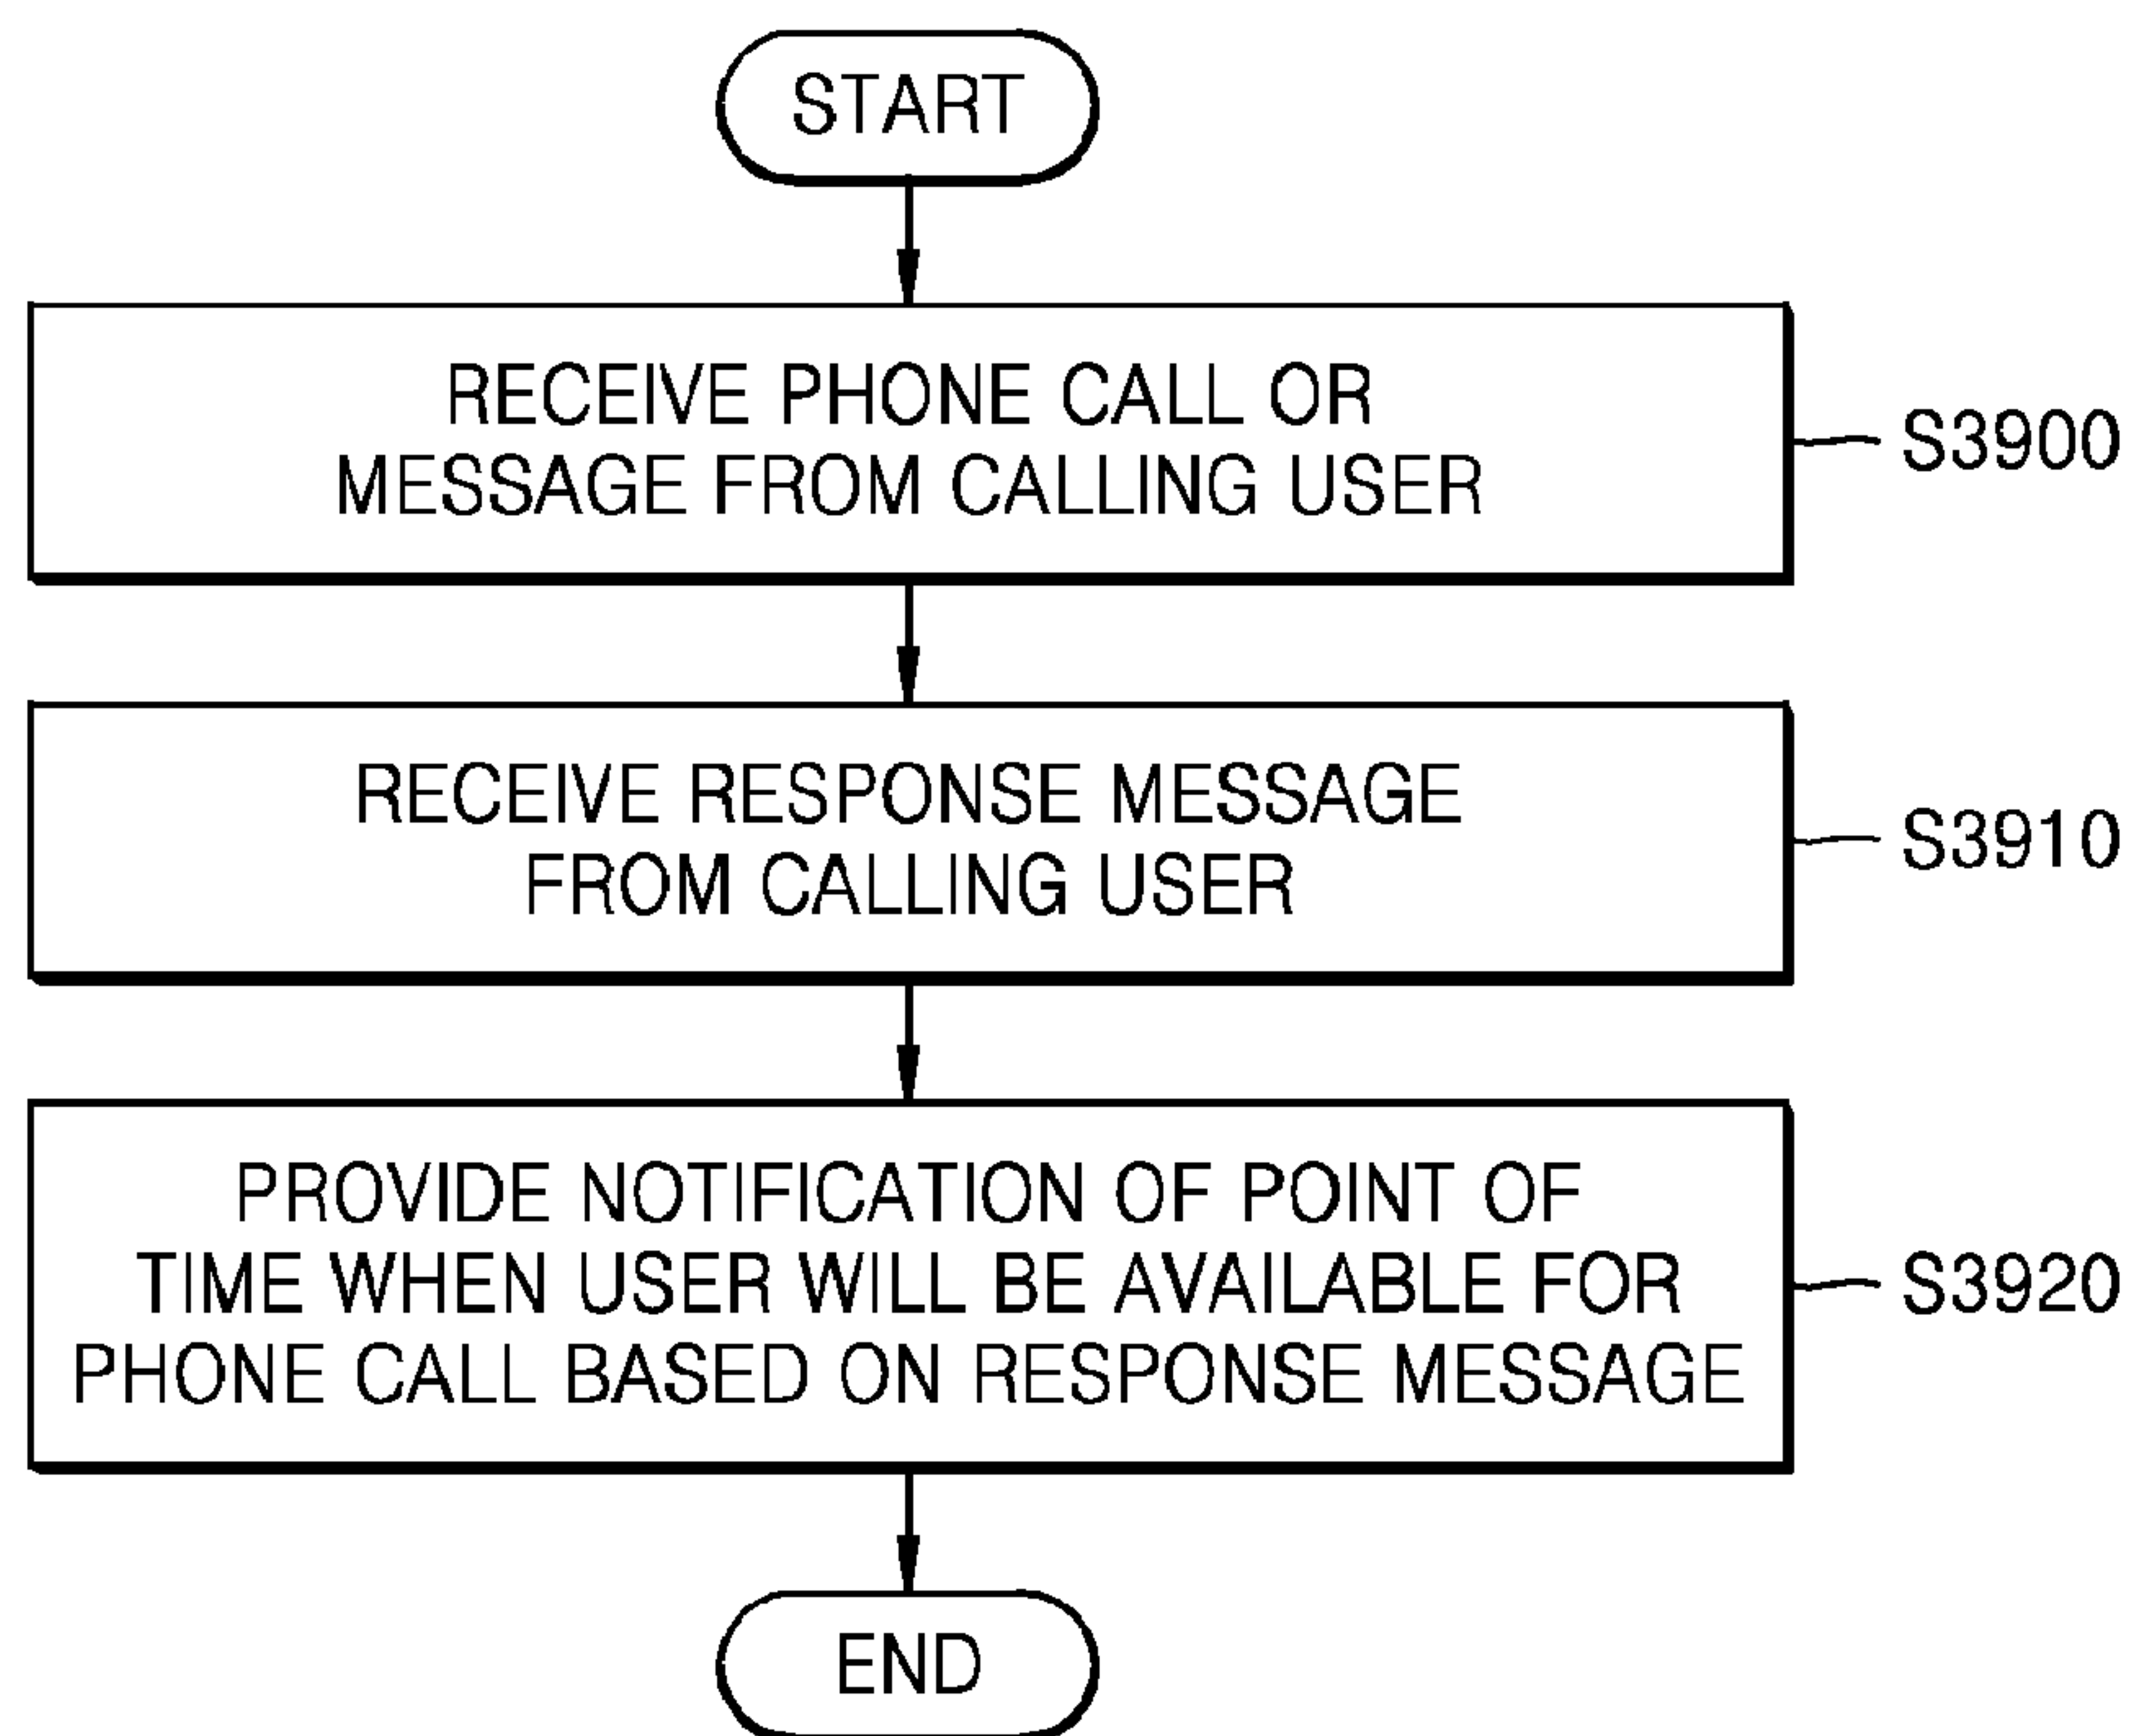 START
RECEIVE PHONE CALL OR
MESSAGE FROM CALLING USER
S3900
RECEIVE RESPONSE MESSAGE
FROM CALLING USER
S3910
PROVIDE NOTIFICATION OF POINT OF
TIME WHEN USER WILL BE AVAILABLE FOR
PHONE CALL BASED ON RESPONSE MESSAGE
S3920
END